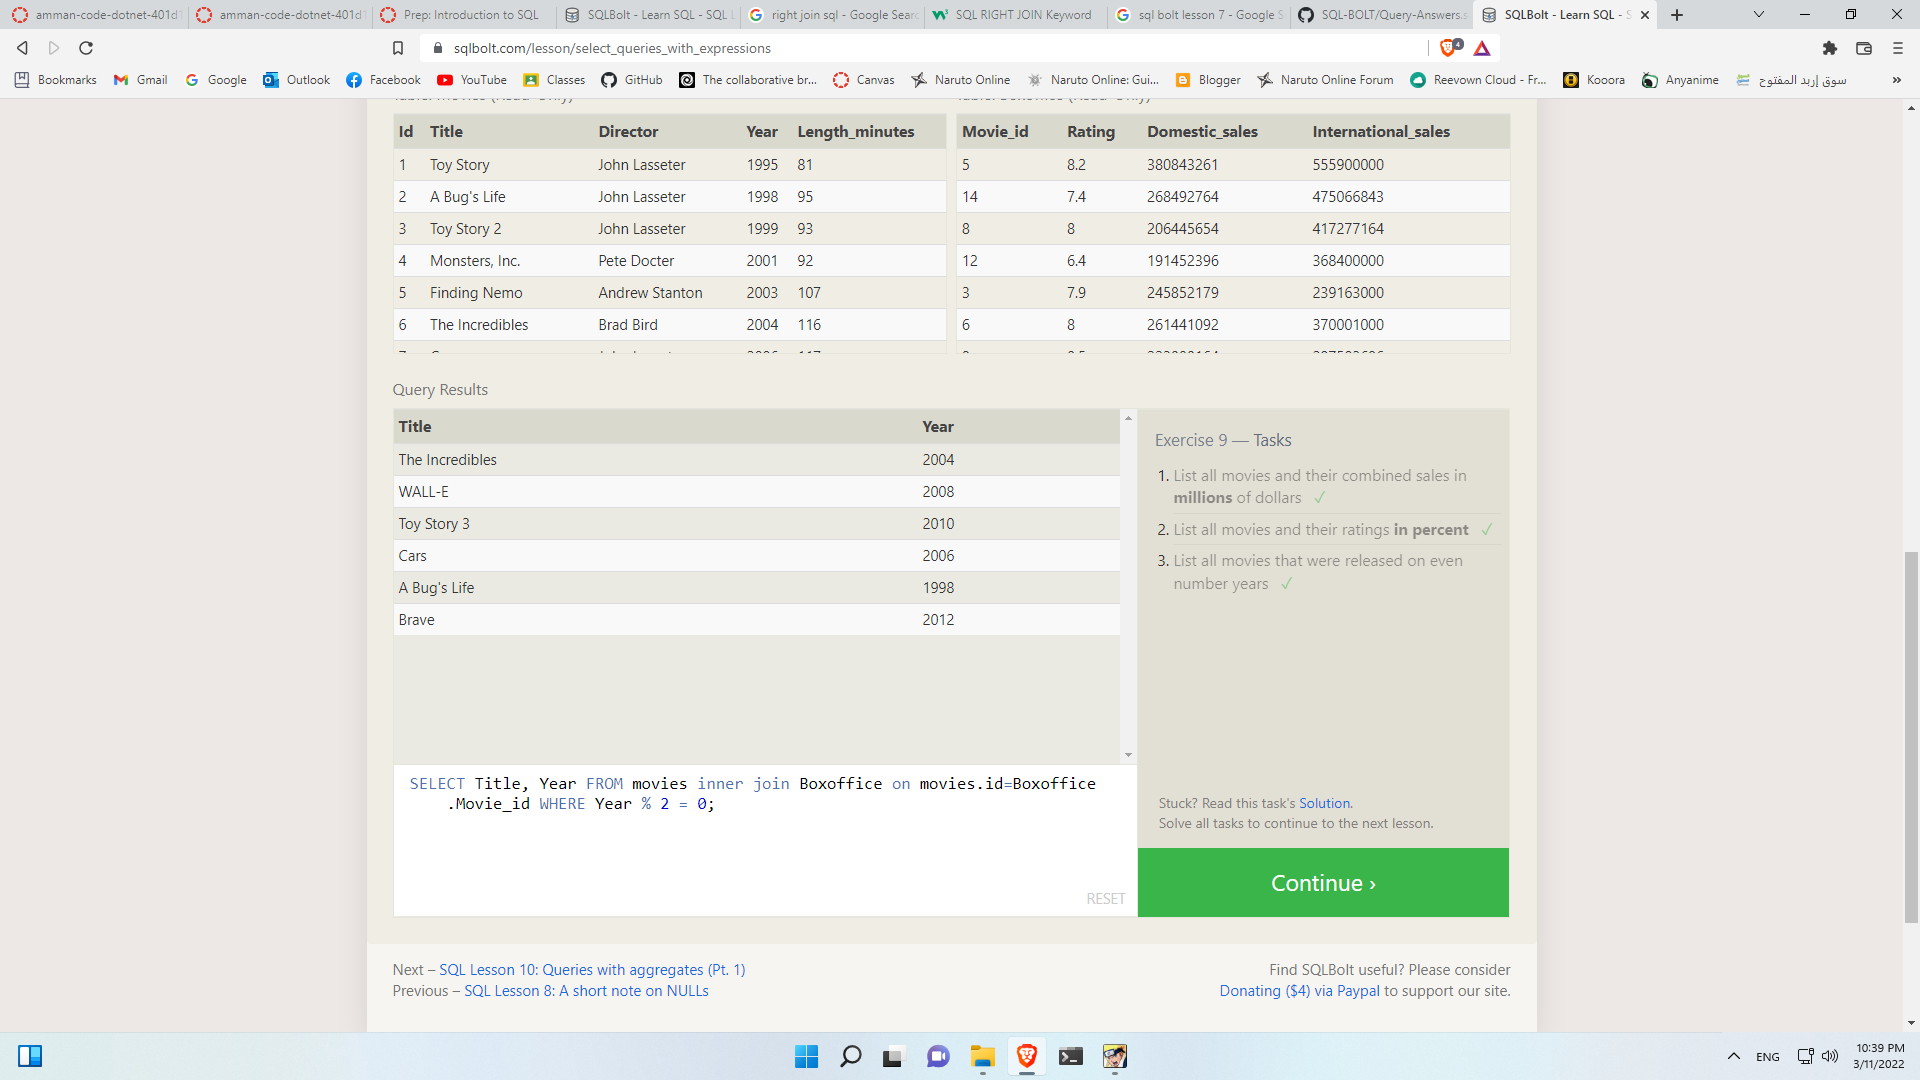 amman-code-dotnet-401d1
amman-code-dotnet-401d1
Prep: Introduction to SQL
SQLBolt - Learn SQL - SQL L
right join sql - Google Searc
SQL RIGHT JOIN Keyword
sql bolt lesson 7 - Google S
SQL-BOLT/Query-Answers.s
SQLBolt - Learn SQL - S
sqlbolt.com/lesson/select_queries_with_expressions
4
Bookmarks Gmail Google Outlook Facebook YouTube Classes GitHub The collaborative br... Canvas Naruto Online Naruto Online: Gui... Blogger Naruto Online Forum Reevown Cloud - Fr... Kooora Anyanime سوق إربد المفتوح »
Id Title Director Year Length_minutes
1 Toy Story John Lasseter 1995 81
2 A Bug's Life John Lasseter 1998 95
3 Toy Story 2 John Lasseter 1999 93
4 Monsters, Inc. Pete Docter 2001 92
5 Finding Nemo Andrew Stanton 2003 107
6 The Incredibles Brad Bird 2004 116
Movie_id Rating Domestic_sales International_sales
5 8.2 380843261 555900000
14 7.4 268492764 475066843
8 8 206445654 417277164
12 6.4 191452396 368400000
3 7.9 245852179 239163000
6 8 261441092 370001000
Query Results
Title Year
The Incredibles 2004
WALL-E 2008
Toy Story 3 2010
Cars 2006
A Bug's Life 1998
Brave 2012
SELECT Title, Year FROM movies inner join Boxoffice on movies.id=Boxoffice
.Movie_id WHERE Year % 2 = 0;
RESET
Exercise 9 — Tasks
1. List all movies and their combined sales in
millions of dollars ✓
2. List all movies and their ratings in percent ✓
3. List all movies that were released on even
number years ✓
Stuck? Read this task's Solution.
Solve all tasks to continue to the next lesson.
Continue ›
Next – SQL Lesson 10: Queries with aggregates (Pt. 1)
Previous – SQL Lesson 8: A short note on NULLs
Find SQLBolt useful? Please consider
Donating ($4) via Paypal to support our site.
ENG
10:39 PM
3/11/2022